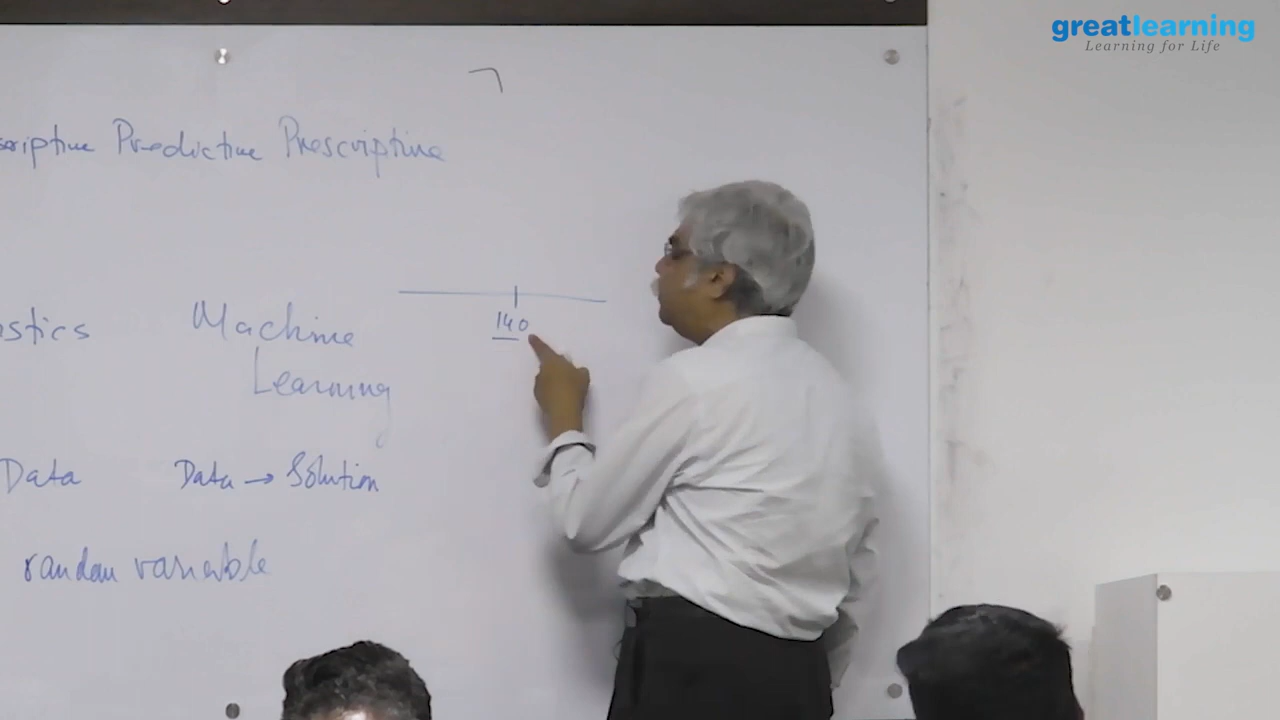 greatlearning
Learning for Life
scriptive Predictive Prescriptive
stics Machine
Learning
140
Data Data → Solution
random variable